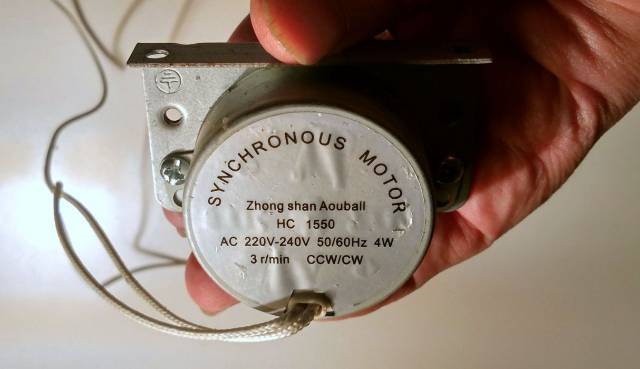 SYNCHRONOUS MOTOR
Zhong shan Aouball
HC 1550
AC 220V-240V 50/60Hz 4W
3 r/min CCW/CW